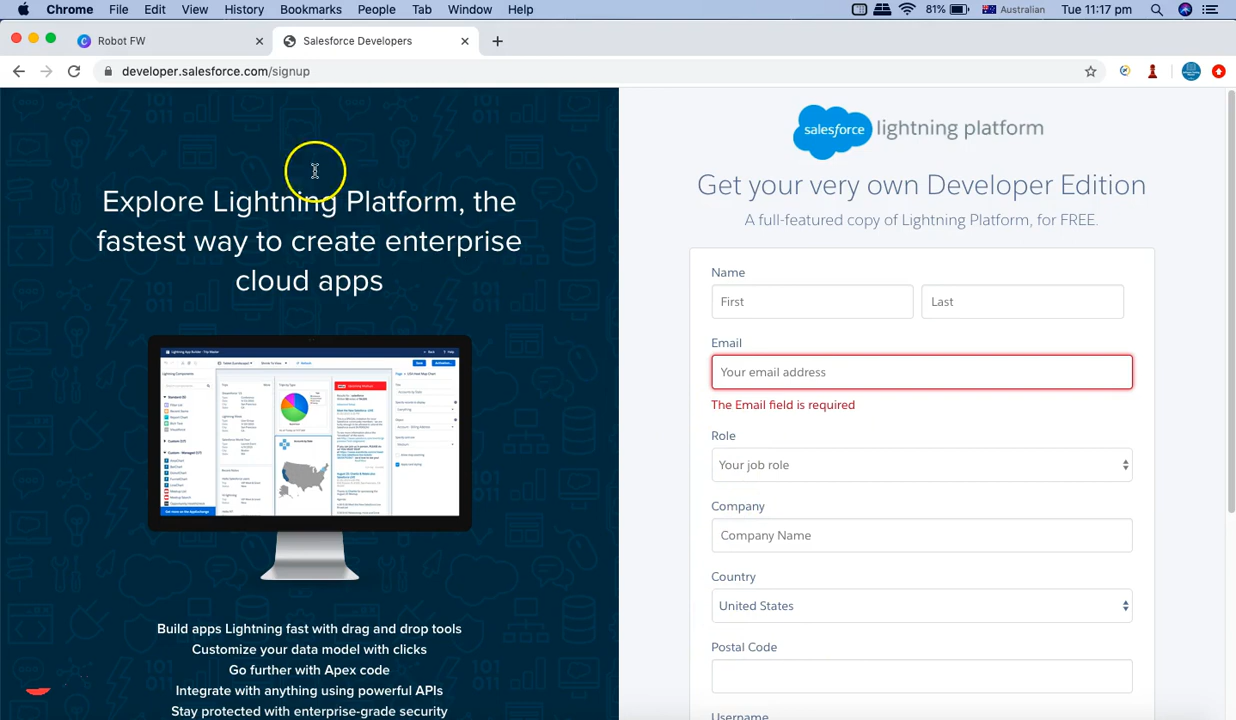 Chrome File Edit View History Bookmarks People Tab Window Help 81% Australian Tue 11:17 pm
Robot FW Salesforce Developers
developer.salesforce.com/signup
Explore Lightning Platform, the
fastest way to create enterprise
cloud apps
Build apps Lightning fast with drag and drop tools
Customize your data model with clicks
Go further with Apex code
Integrate with anything using powerful APIs
Stay protected with enterprise-grade security
salesforce lightning platform
Get your very own Developer Edition
A full-featured copy of Lightning Platform, for FREE.
Name
First Last
Email
Your email address
The Email field is required
Role
Your job role
Company
Company Name
Country
United States
Postal Code
Username